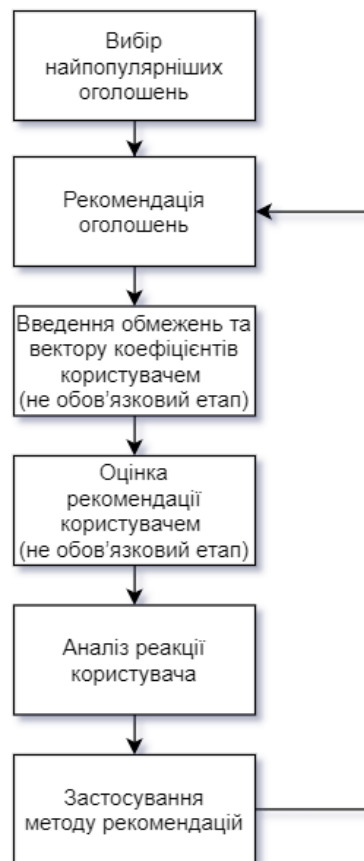 Вибір
найпопулярніших
оголошень
Рекомендація
оголошень
Введення обмежень та
вектору коефіцієнтів
користувачем
(не обов'язковий етап)
Оцінка
рекомендації
користувачем
(не обов'язковий етап)
Аналіз реакції
користувача
Застосування
методу рекомендацій